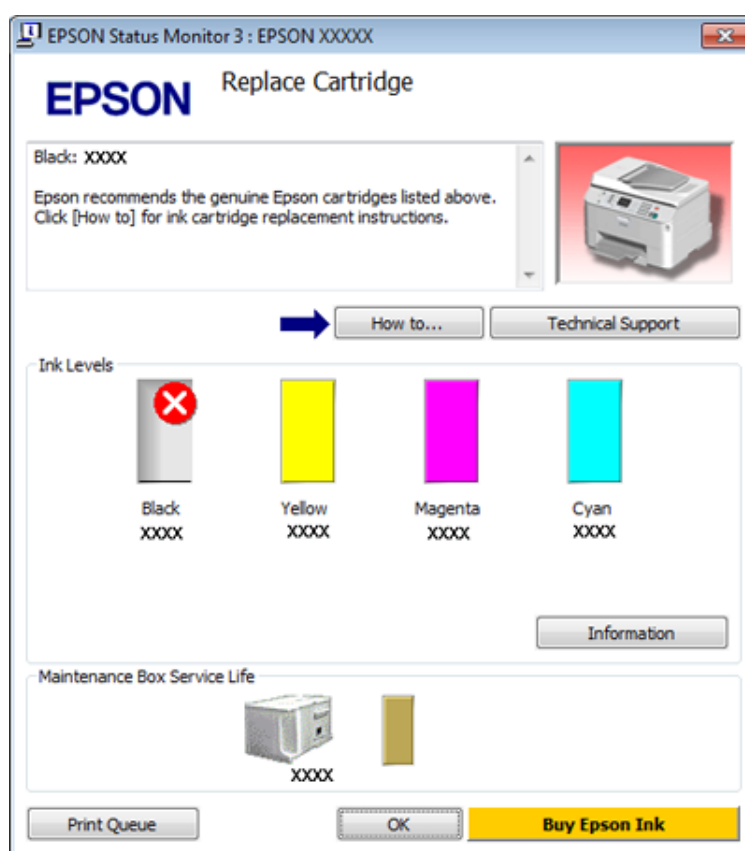 EPSON Status Monitor 3 : EPSON XXXXX
EPSON
Replace Cartridge
Black: XXXX
Epson recommends the genuine Epson cartridges listed above.
Click [How to] for ink cartridge replacement instructions.
How to...
Technical Support
Ink Levels
Black
Yellow
Magenta
Cyan
XXXX
XXXX
XXXX
XXXX
Information
Maintenance Box Service Life
XXXX
Print Queue
OK
Buy Epson Ink